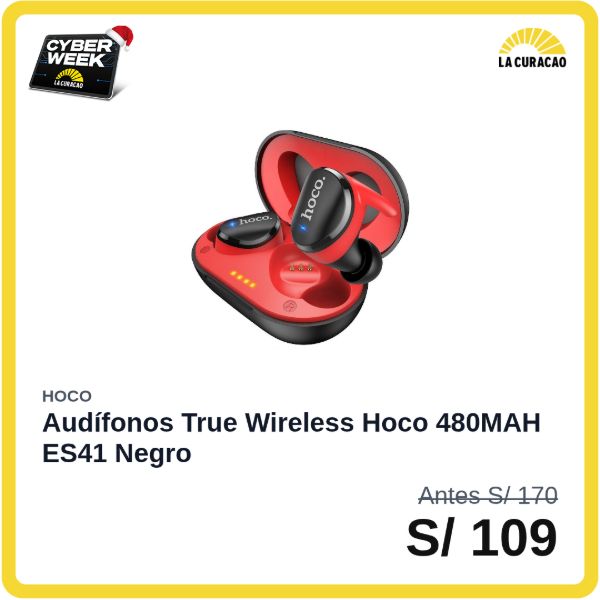 CYBER
WEEK
LA CURACAO
LA CURACAO
hoco.
hoco.
HOCO
Audífonos True Wireless Hoco 480MAH
ES41 Negro
Antes S/ 170
S/ 109